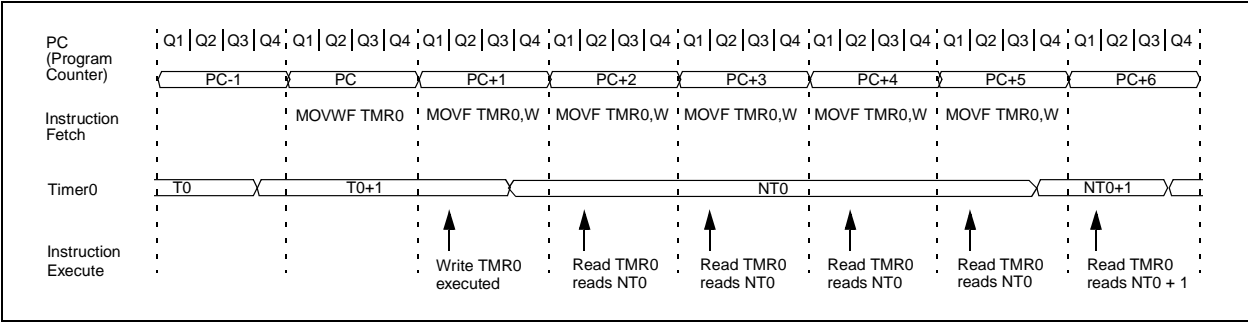 PC (Program Counter)
Q1 Q2 Q3 Q4 Q1 Q2 Q3 Q4 Q1 Q2 Q3 Q4 Q1 Q2 Q3 Q4 Q1 Q2 Q3 Q4 Q1 Q2 Q3 Q4 Q1 Q2 Q3 Q4 Q1 Q2 Q3 Q4
PC-1 PC PC+1 PC+2 PC+3 PC+4 PC+5 PC+6
Instruction Fetch
MOVWF TMR0 MOVF TMR0,W MOVF TMR0,W MOVF TMR0,W MOVF TMR0,W MOVF TMR0,W
Timer0
T0 T0+1 NT0 NT0+1
Instruction Execute
Write TMR0 executed
Read TMR0 reads NT0
Read TMR0 reads NT0
Read TMR0 reads NT0
Read TMR0 reads NT0
Read TMR0 reads NT0 + 1